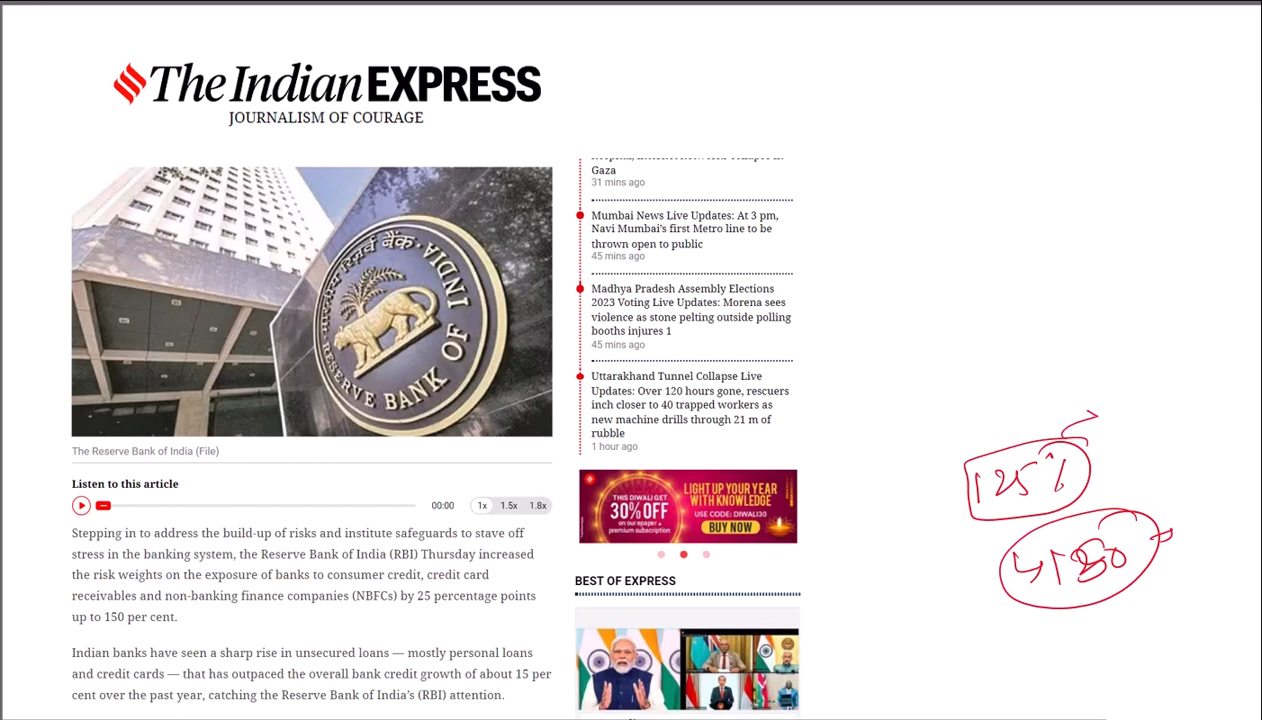 The Indian EXPRESS
JOURNALISM OF COURAGE
भारतीय रिज़र्व बैंक
RESERVE BANK OF INDIA
The Reserve Bank of India (File)
Listen to this article
00:00
1x 1.5x 1.8x
Stepping in to address the build-up of risks and institute safeguards to stave off
stress in the banking system, the Reserve Bank of India (RBI) Thursday increased
the risk weights on the exposure of banks to consumer credit, credit card
receivables and non-banking finance companies (NBFCs) by 25 percentage points
up to 150 per cent.
Indian banks have seen a sharp rise in unsecured loans — mostly personal loans
and credit cards — that has outpaced the overall bank credit growth of about 15 per
cent over the past year, catching the Reserve Bank of India's (RBI) attention.
Gaza
31 mins ago
Mumbai News Live Updates: At 3 pm,
Navi Mumbai's first Metro line to be
thrown open to public
45 mins ago
Madhya Pradesh Assembly Elections
2023 Voting Live Updates: Morena sees
violence as stone pelting outside polling
booths injures 1
45 mins ago
Uttarakhand Tunnel Collapse Live
Updates: Over 120 hours gone, rescuers
inch closer to 40 trapped workers as
new machine drills through 21 m of
rubble
1 hour ago
THIS DIWALI GET
30% OFF
on our epaper +
premium subscription
LIGHT UP YOUR YEAR
WITH KNOWLEDGE
USE CODE: DIWALI30
BUY NOW
BEST OF EXPRESS
125%